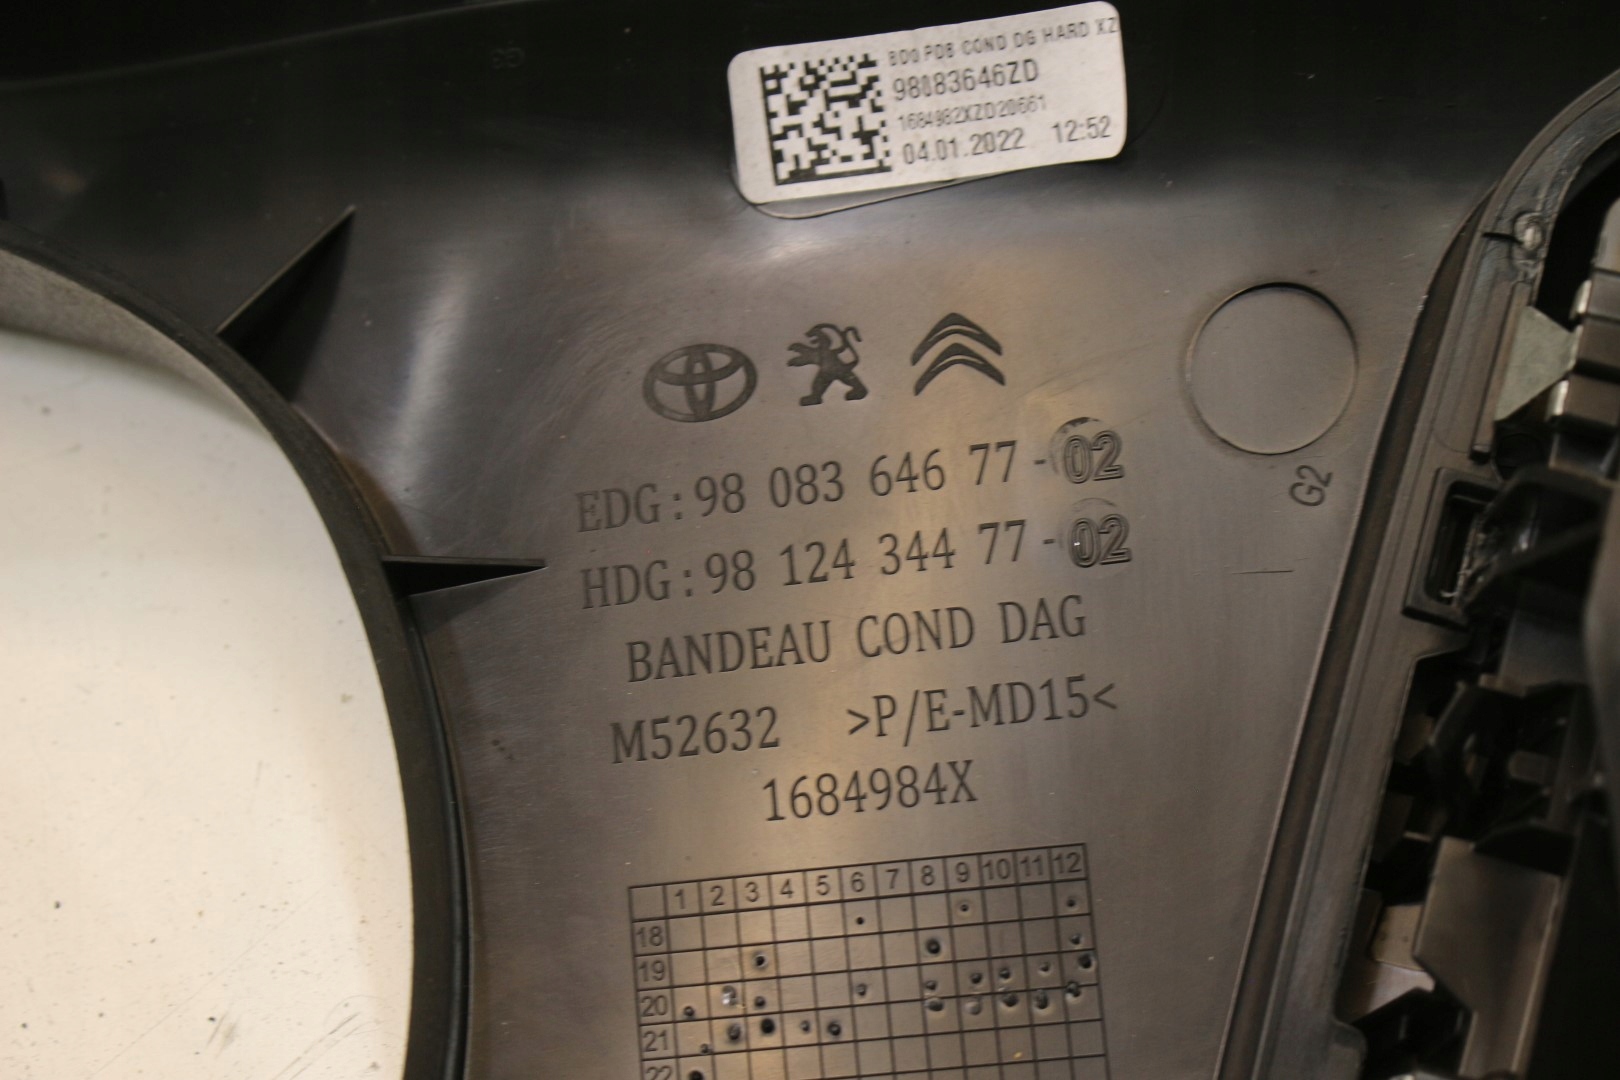 BD0 PDB COND DG HARD XZ
98083646ZD
1684982XZD20661
04.01.2022 12:52
EDG : 98 083 646 77 - 02
HDG : 98 124 344 77 - 02
G2
BANDEAU COND DAG
M52632 >P/E-MD15<
1684984X
1 2 3 4 5 6 7 8 9 10 11 12
18
19
20
21
22